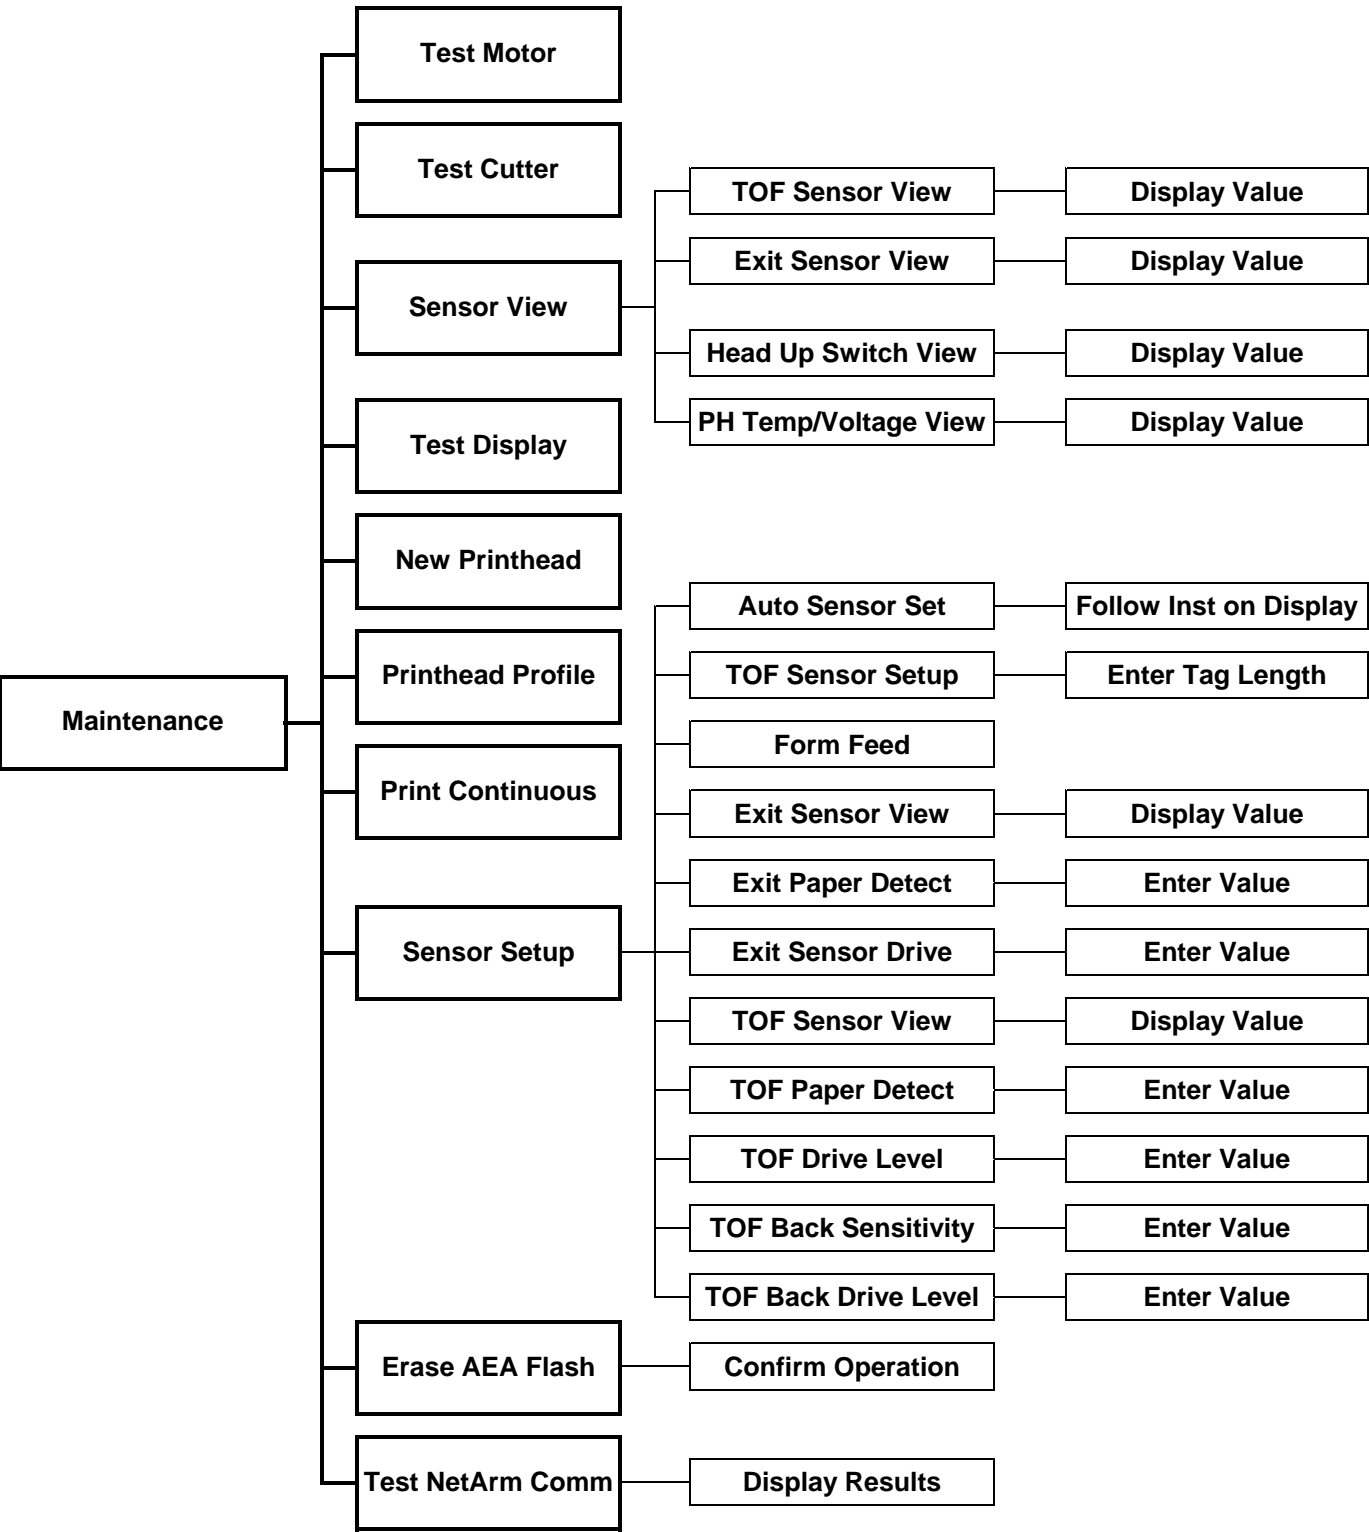 Test Motor
Test Cutter
TOF Sensor View
Display Value
Exit Sensor View
Display Value
Sensor View
Head Up Switch View
Display Value
PH Temp/Voltage View
Display Value
Test Display
New Printhead
Auto Sensor Set
Follow Inst on Display
Printhead Profile
TOF Sensor Setup
Enter Tag Length
Maintenance
Form Feed
Print Continuous
Exit Sensor View
Display Value
Exit Paper Detect
Enter Value
Sensor Setup
Exit Sensor Drive
Enter Value
TOF Sensor View
Display Value
TOF Paper Detect
Enter Value
TOF Drive Level
Enter Value
TOF Back Sensitivity
Enter Value
TOF Back Drive Level
Enter Value
Erase AEA Flash
Confirm Operation
Test NetArm Comm
Display Results